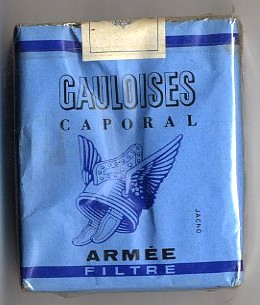 GAULOISES
CAPORAL
JACNO
ARMÉE
FILTRE